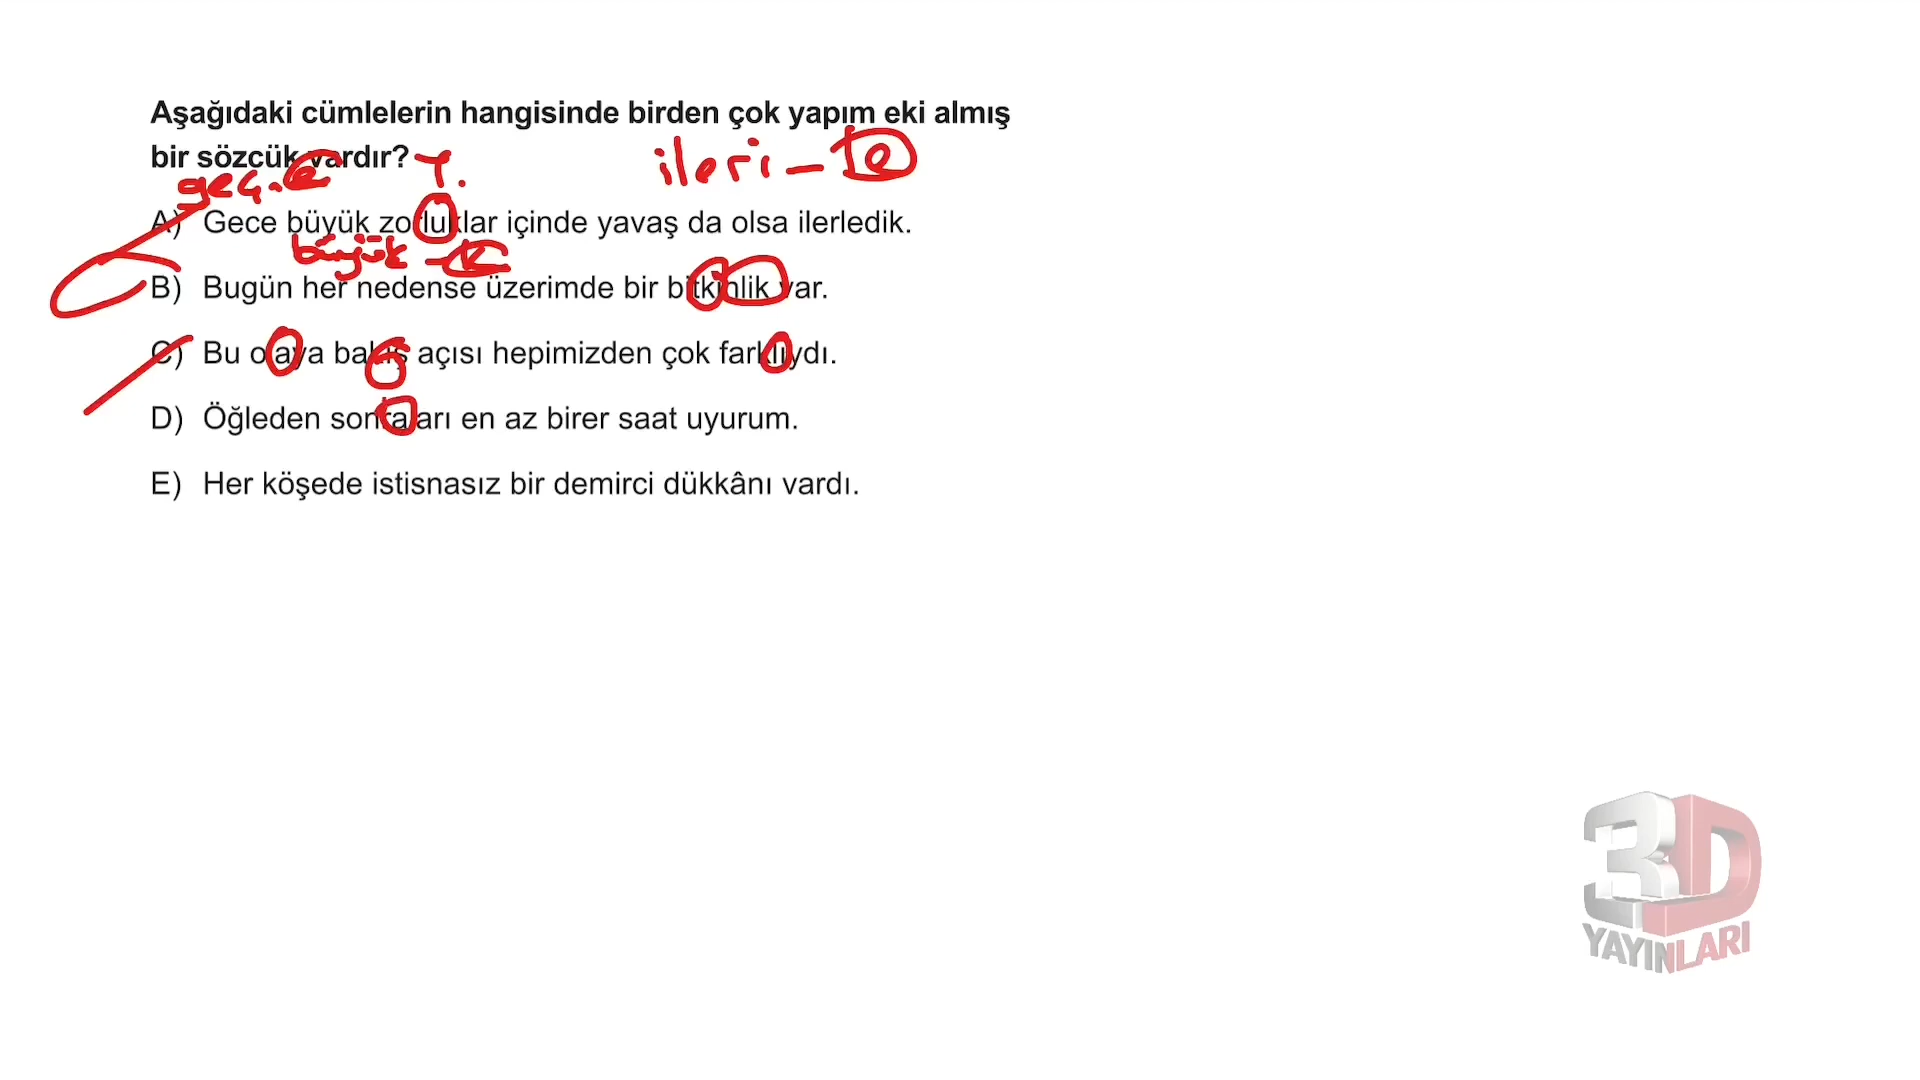 Aşağıdaki cümlelerin hangisinde birden çok yapım eki almış
bir sözcük vardır?
Y.
ileri – le
geç. e
A) Gece büyük zorluklar içinde yavaş da olsa ilerledik.
büyük – k
B) Bugün her nedense üzerimde bir bitkinlik var.
C) Bu olaya bakış açısı hepimizden çok farklıydı.
D) Öğleden sonraları en az birer saat uyurum.
E) Her köşede istisnasız bir demirci dükkânı vardı.
3D
YAYINLARI